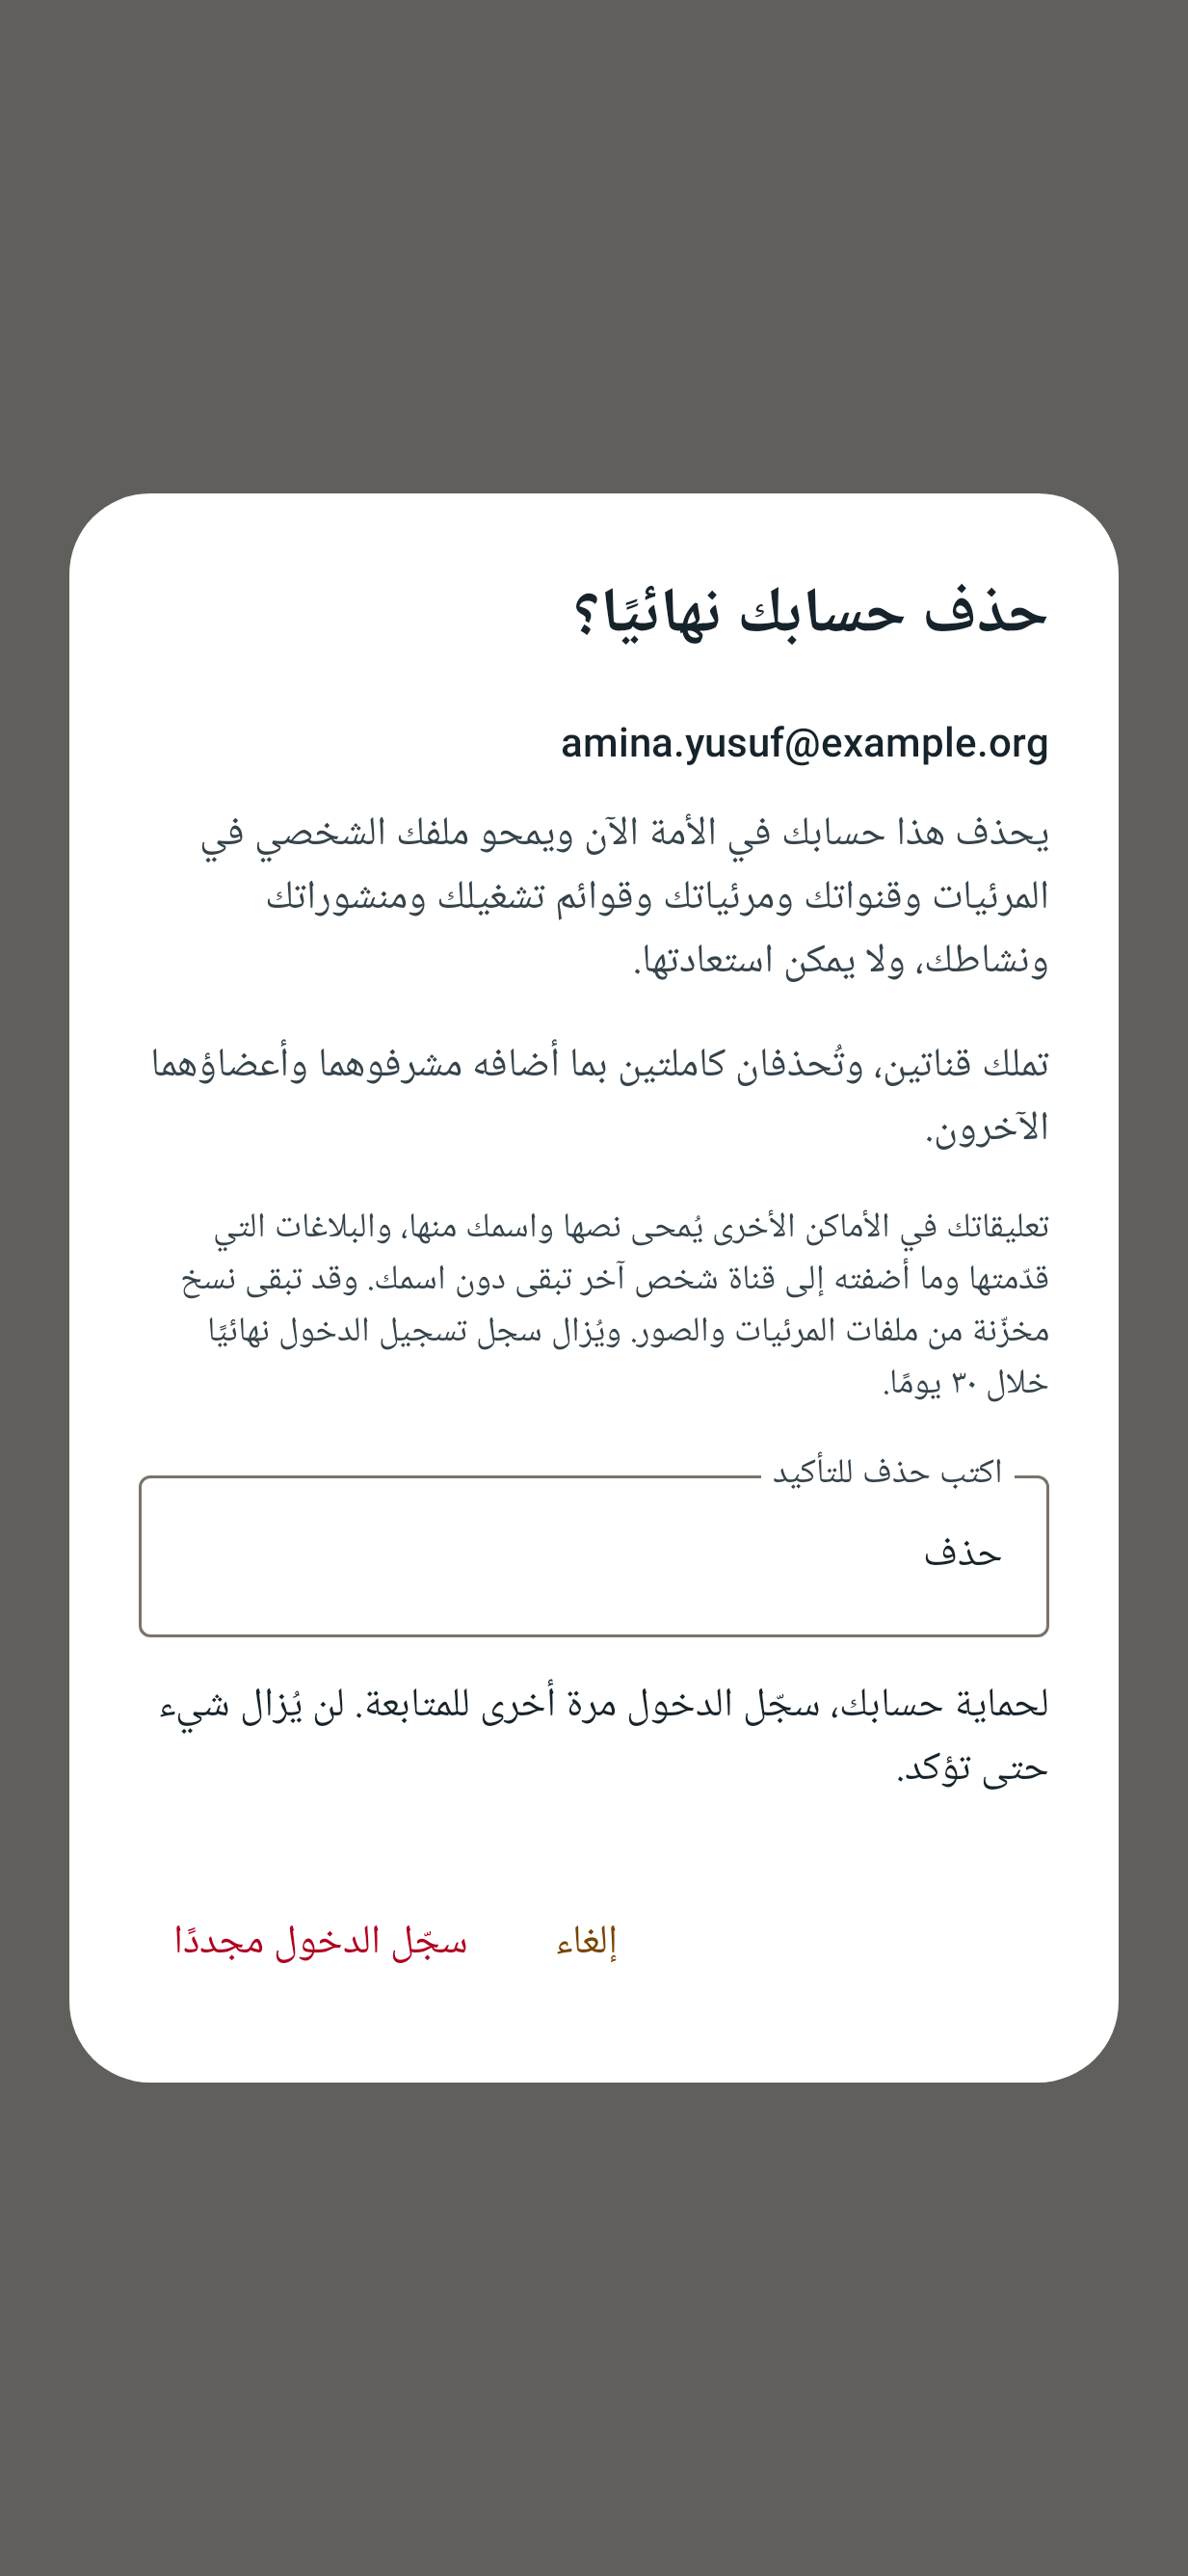 حذف حسابك نهائيًا؟
amina.yusuf@example.org
يحذف هذا حسابك في الأمة الآن ويمحو ملفك الشخصي في
المرئيات وقنواتك ومرئياتك وقوائم تشغيلك ومنشوراتك
ونشاطك، ولا يمكن استعادتها.
تملك قناتين، وتُحذفان كاملتين بما أضافه مشرفوهما وأعضاؤهما
الآخرون.
تعليقاتك في الأماكن الأخرى يُمحى نصها واسمك منها، والبلاغات التي
قدّمتها وما أضفته إلى قناة شخص آخر تبقى دون اسمك. وقد تبقى نسخ
مخزّنة من ملفات المرئيات والصور. ويُزال سجل تسجيل الدخول نهائيًا
خلال ٣٠ يومًا.
اكتب حذف للتأكيد
حذف
لحماية حسابك، سجّل الدخول مرة أخرى للمتابعة. لن يُزال شيء
حتى تؤكد.
إلغاء
سجّل الدخول مجددًا